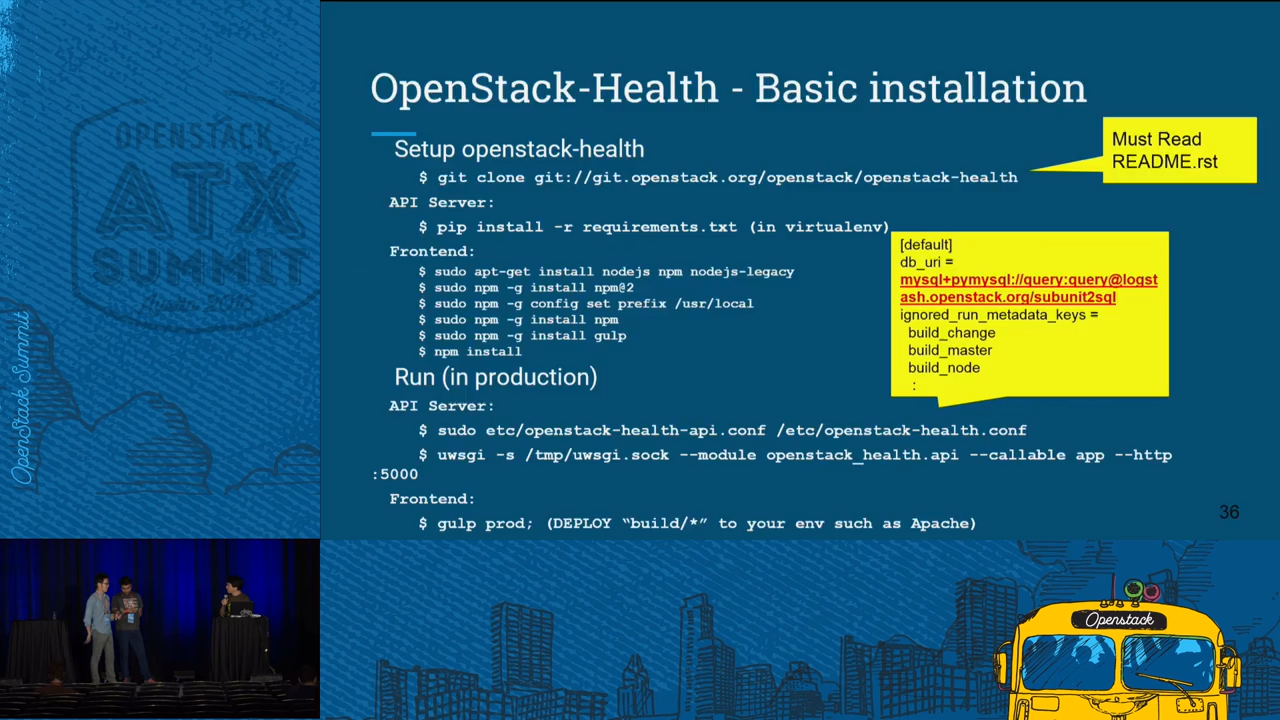 OpenStack-Health - Basic installation
Must Read
README.rst
Setup openstack-health
$ git clone git://git.openstack.org/openstack/openstack-health
API Server:
$ pip install -r requirements.txt (in virtualenv)
Frontend:
$ sudo apt-get install nodejs npm nodejs-legacy
$ sudo npm -g install npm@2
$ sudo npm -g config set prefix /usr/local
$ sudo npm -g install npm
$ sudo npm -g install gulp
$ npm install
[default]
db_uri =
mysql+pymysql://query:query@logst
ash.openstack.org/subunit2sql
ignored_run_metadata_keys =
build_change
build_master
build_node
:
Run (in production)
API Server:
$ sudo etc/openstack-health-api.conf /etc/openstack-health.conf
$ uwsgi -s /tmp/uwsgi.sock --module openstack_health.api --callable app --http
:5000
Frontend:
$ gulp prod; (DEPLOY “build/*” to your env such as Apache)
36
OPENSTACK
ATX
SUMMIT
OpenStack Summit
Openstack